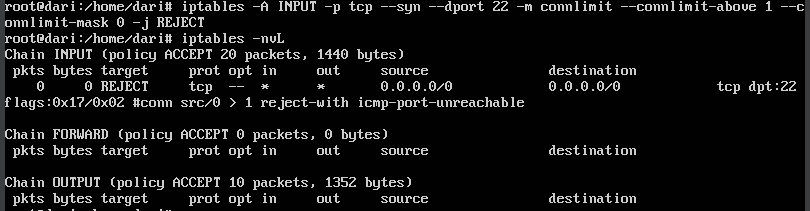 root@dari:/home/dari# iptables -A INPUT -p tcp --syn --dport 22 -m connlimit --connlimit-above 1 --c
onnlimit-mask 0 -j REJECT
root@dari:/home/dari# iptables -nvL
Chain INPUT (policy ACCEPT 20 packets, 1440 bytes)
 pkts bytes target     prot opt in     out     source               destination
    0     0 REJECT     tcp  --  *      *       0.0.0.0/0            0.0.0.0/0            tcp dpt:22
flags:0x17/0x02 #conn src/0 > 1 reject-with icmp-port-unreachable

Chain FORWARD (policy ACCEPT 0 packets, 0 bytes)
 pkts bytes target     prot opt in     out     source               destination

Chain OUTPUT (policy ACCEPT 10 packets, 1352 bytes)
 pkts bytes target     prot opt in     out     source               destination